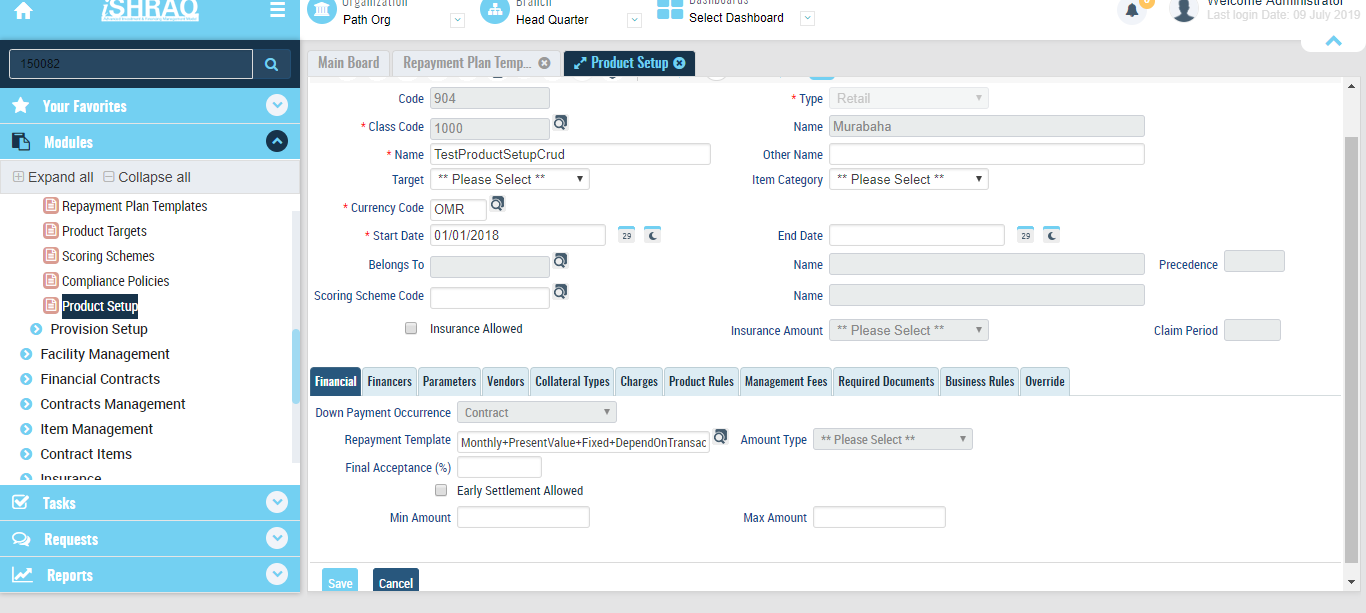 iSHRAQ
Organization
Path Org
Branch
Head Quarter
Dashboards
Select Dashboard
Welcome Administrator
Last login Date: 09 July 2019
150082
Your Favorites
Modules
Expand all Collapse all
Repayment Plan Templates
Product Targets
Scoring Schemes
Compliance Policies
Product Setup
Provision Setup
Facility Management
Financial Contracts
Contracts Management
Item Management
Contract Items
Insurance
Tasks
Requests
Reports
Main Board Repayment Plan Temp... Product Setup
Code 904 * Type Retail
* Class Code 1000 Name Murabaha
* Name TestProductSetupCrud Other Name
Target ** Please Select ** Item Category ** Please Select **
* Currency Code OMR
* Start Date 01/01/2018 29 End Date 29
Belongs To Name Precedence
Scoring Scheme Code Name
Insurance Allowed Insurance Amount ** Please Select ** Claim Period
Financial Financers Parameters Vendors Collateral Types Charges Product Rules Management Fees Required Documents Business Rules Override
Down Payment Occurrence Contract
Repayment Template Monthly+PresentValue+Fixed+DependOnTransac Amount Type ** Please Select **
Final Acceptance (%)
Early Settlement Allowed
Min Amount Max Amount
Save Cancel